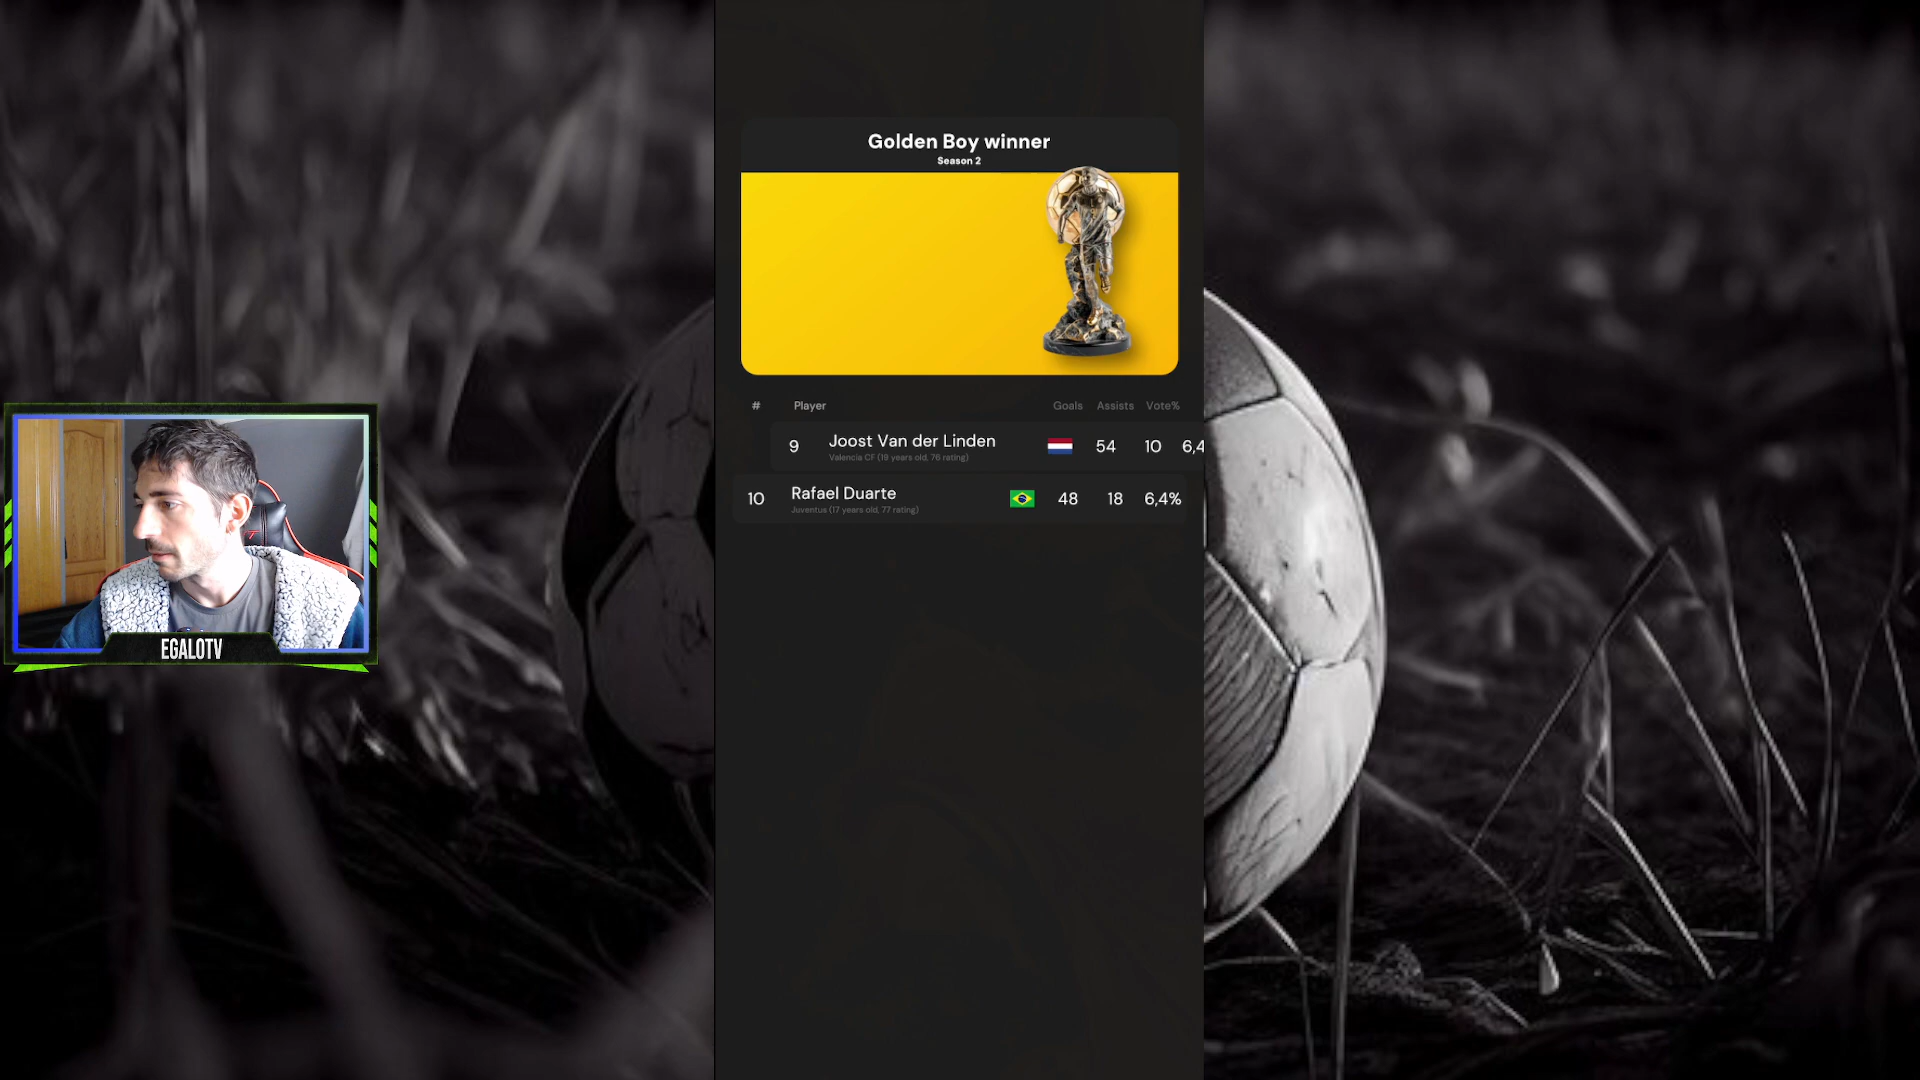 Golden Boy winner
Season 2
# Player Goals Assists Vote%
9 Joost Van der Linden 54 10 6,4
Valencia CF (19 years old, 76 rating)
10 Rafael Duarte 48 18 6,4%
Juventus (17 years old, 77 rating)
EGALOTV